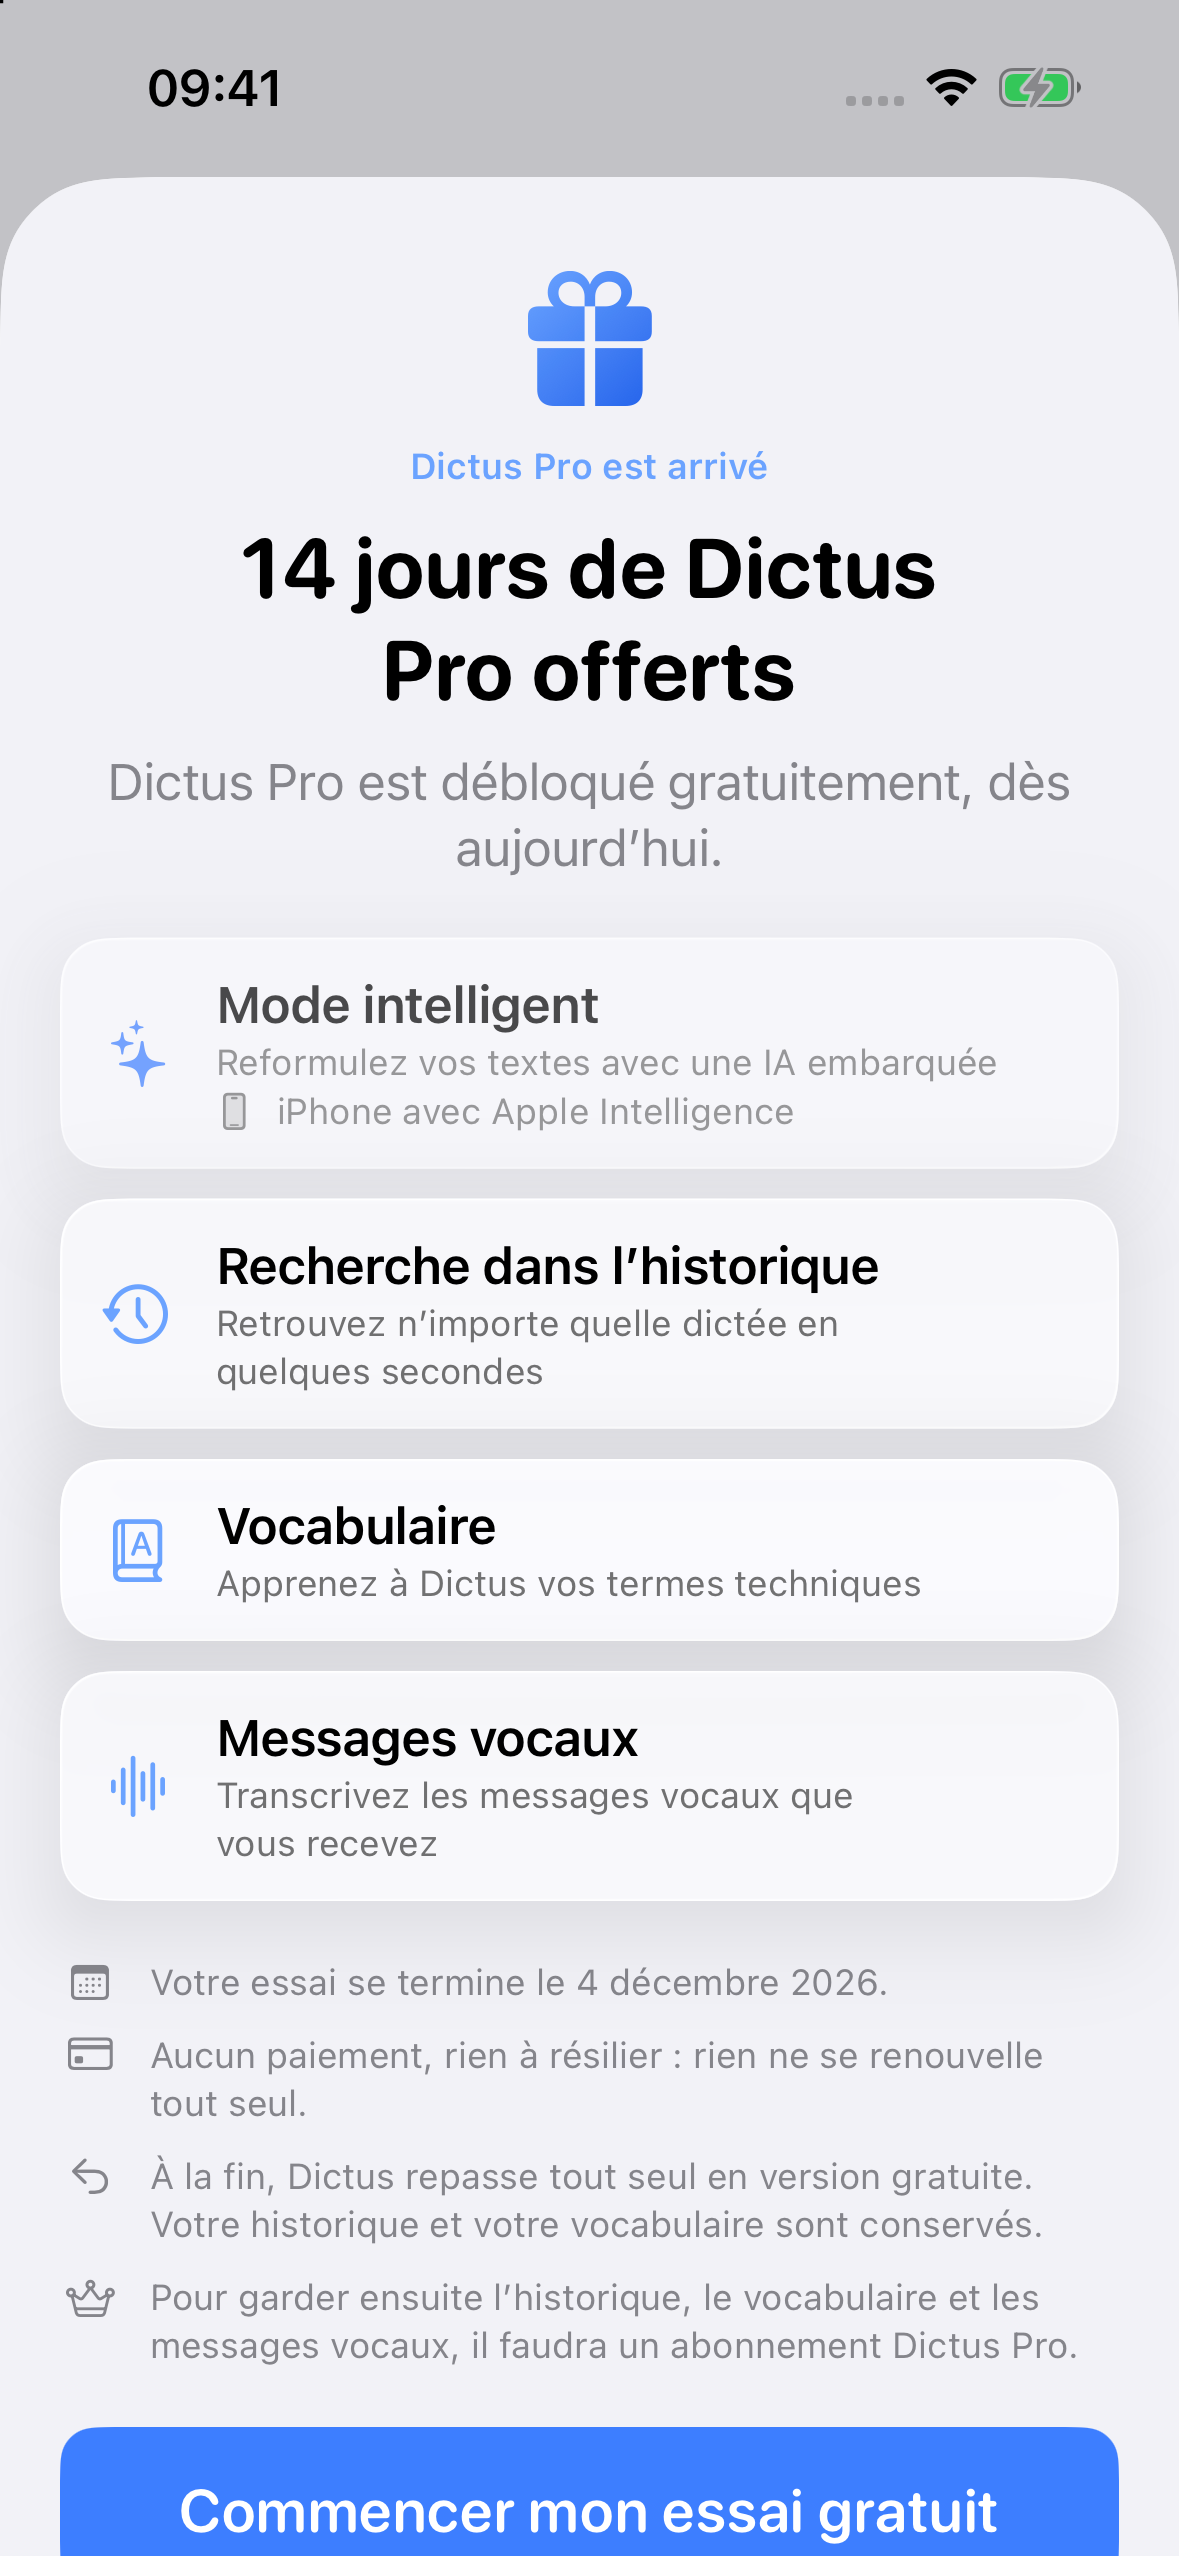 09:41
Dictus Pro est arrivé
14 jours de Dictus
Pro offerts
Dictus Pro est débloqué gratuitement, dès
aujourd’hui.
Mode intelligent
Reformulez vos textes avec une IA embarquée
iPhone avec Apple Intelligence
Recherche dans l’historique
Retrouvez n’importe quelle dictée en
quelques secondes
A
Vocabulaire
Apprenez à Dictus vos termes techniques
Messages vocaux
Transcrivez les messages vocaux que
vous recevez
Votre essai se termine le 4 décembre 2026.
Aucun paiement, rien à résilier : rien ne se renouvelle
tout seul.
À la fin, Dictus repasse tout seul en version gratuite.
Votre historique et votre vocabulaire sont conservés.
Pour garder ensuite l’historique, le vocabulaire et les
messages vocaux, il faudra un abonnement Dictus Pro.
Commencer mon essai gratuit